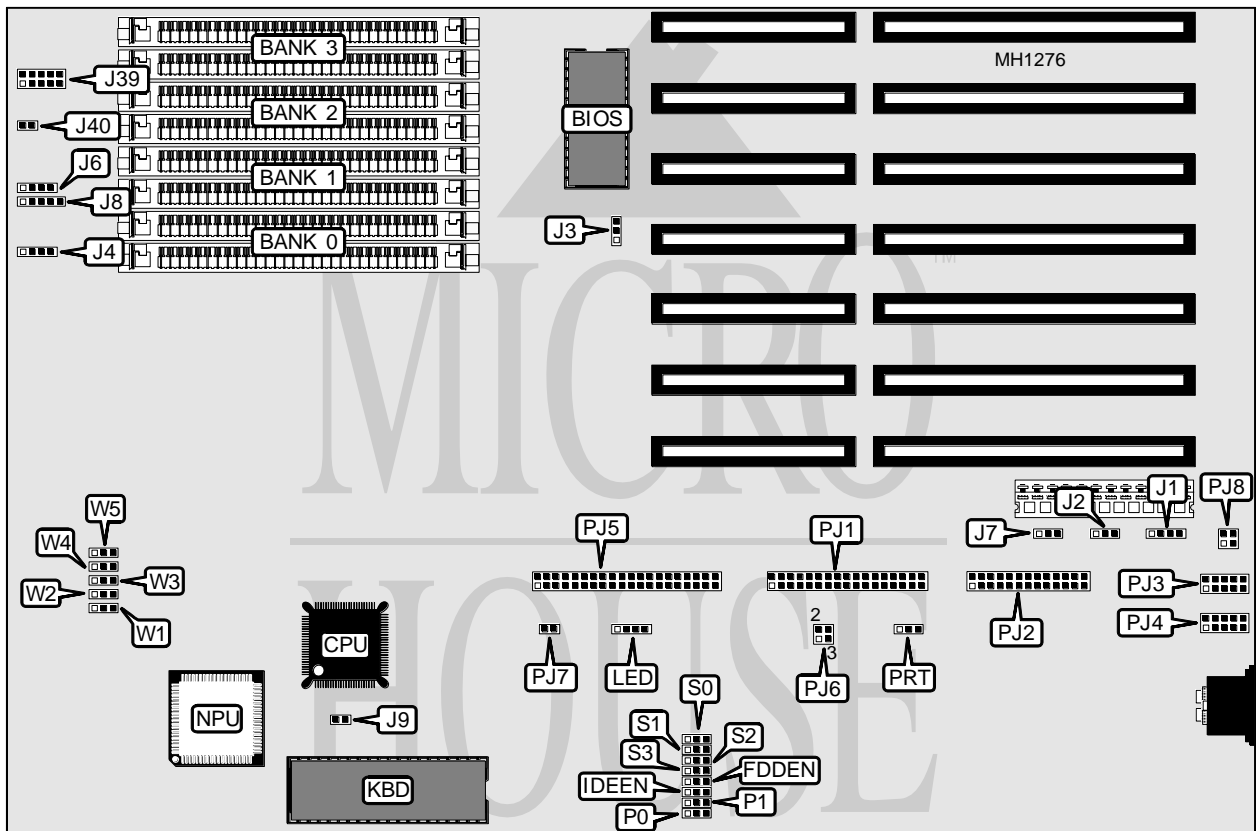 BANK 3
MH1276
J39
BANK 2
BIOS
J40
J6
BANK 1
J8
J3
BANK 0
J4
TM
MICRO
HOUSE
W5
W4
W3
W2
W1
PJ5
PJ1
J7
J2
J1
PJ8
PJ3
PJ2
PJ4
CPU
2
3
PJ7
LED
PJ6
PRT
NPU
J9
S0
S1
S2
S3
FDDEN
IDEEN
KBD
P1
P0